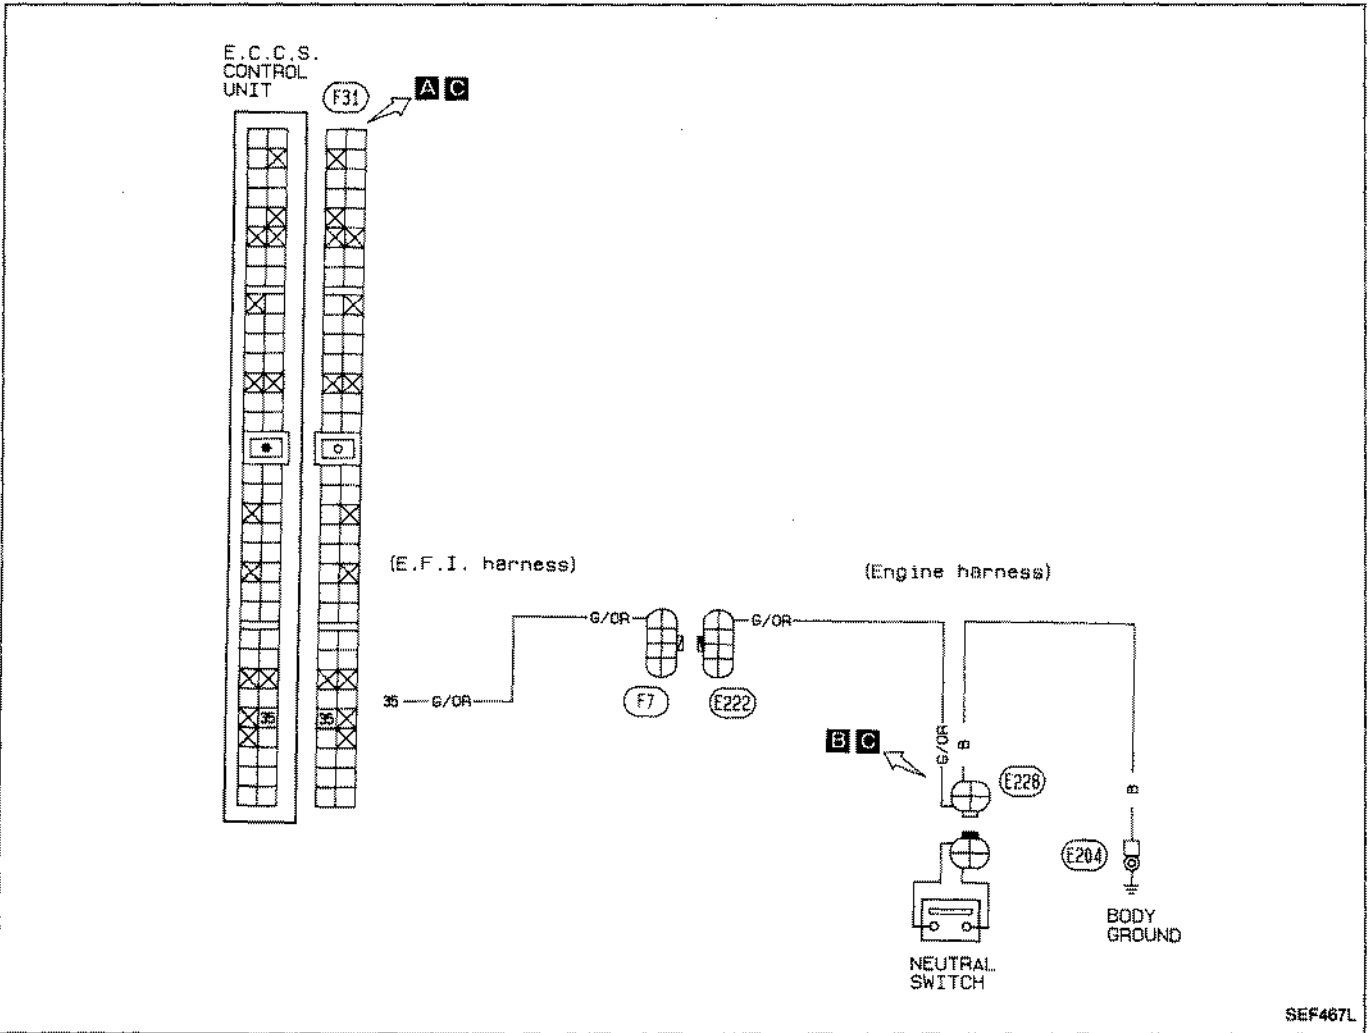 E.C.C.S.
CONTROL
UNIT
F31
A C
(E.F.I. harness)
(Engine harness)
G/OR
G/OR
35
G/OR
F7
E222
35
35
G/OR
B
B C
E228
B
E204
BODY
GROUND
NEUTRAL
SWITCH
SEF467L